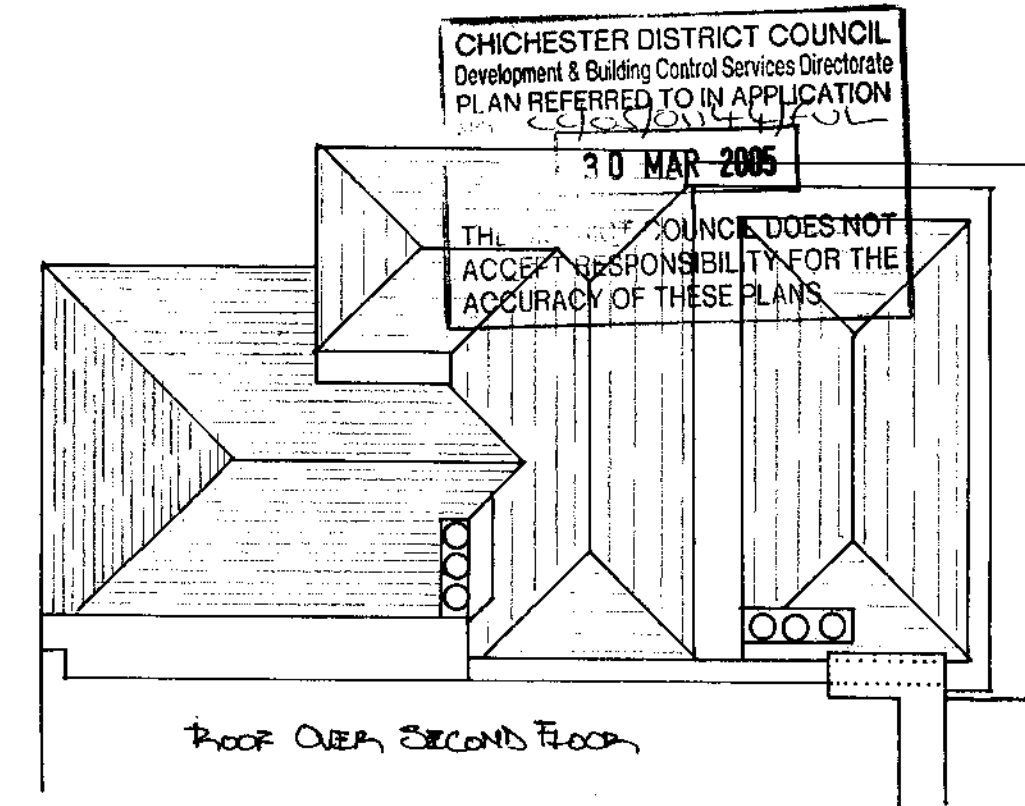 CHICHESTER DISTRICT COUNCIL
Development & Building Control Services Directorate
PLAN REFERRED TO IN APPLICATION
30 MAR 2005
THE COUNCIL DOES NOT
ACCEPT RESPONSIBILITY FOR THE
ACCURACY OF THESE PLANS
ROOF OVER SECOND FLOOR